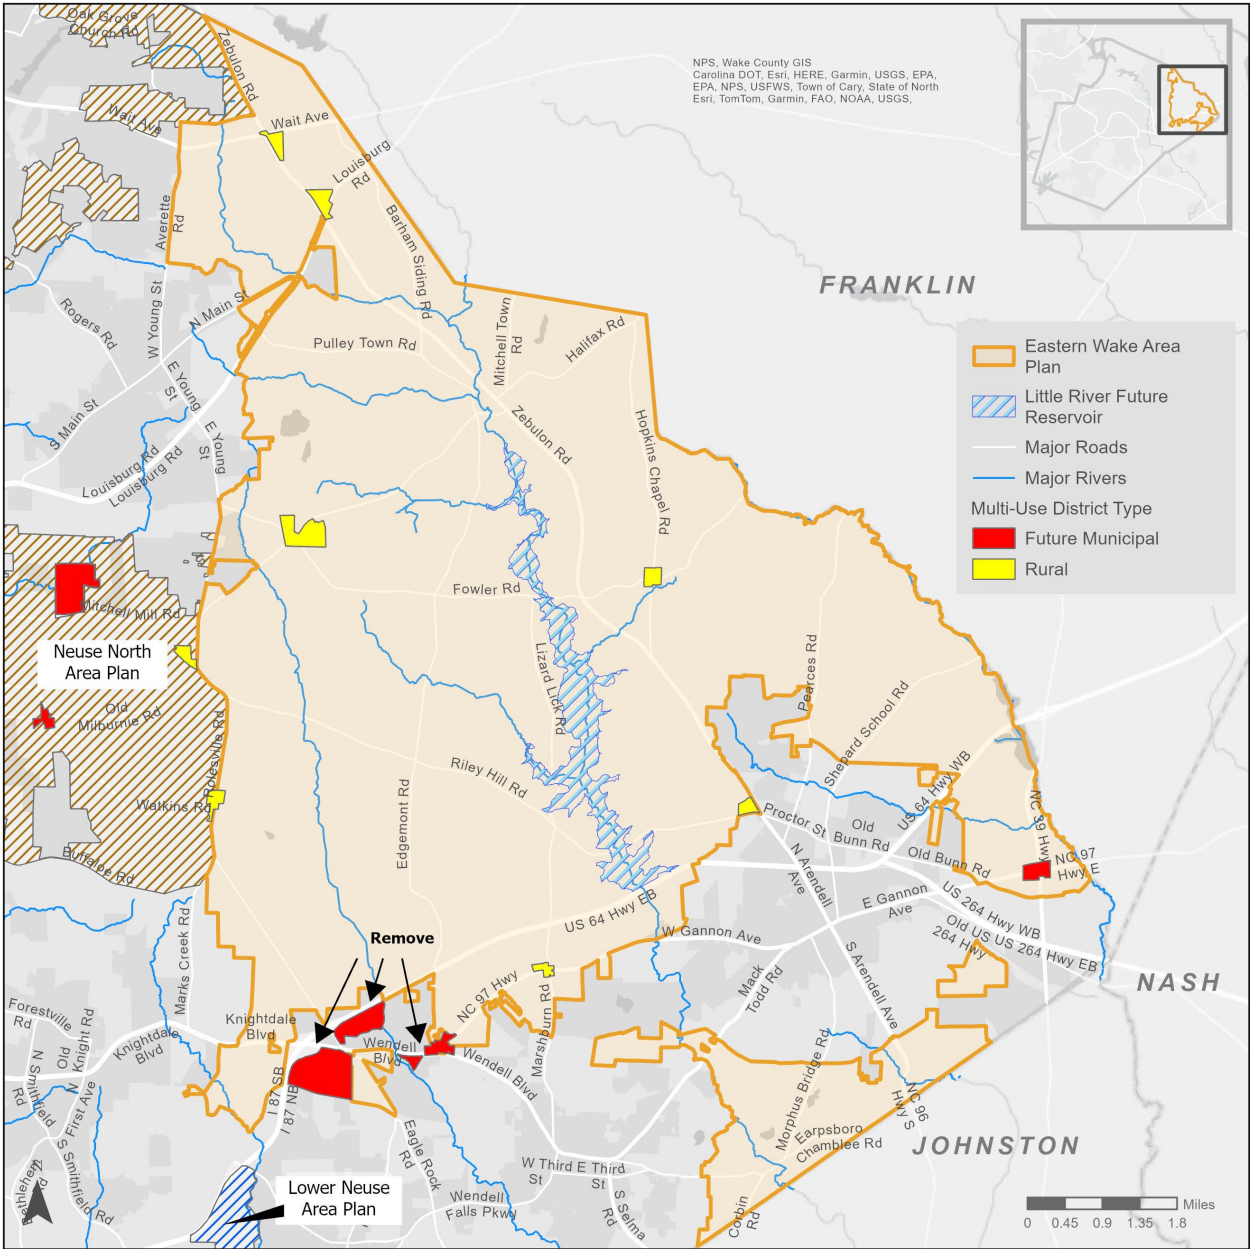 Oak Grove
Church Rd
Zebulon Rd
Wait Ave
Wait Ave
Louisburg
Rd
Averette
Rd
Barham Siding Rd
NPS, Wake County GIS
Carolina DOT, Esri, HERE, Garmin, USGS, EPA,
EPA, NPS, USFWS, Town of Cary, State of North
Esri, TomTom, Garmin, FAO, NOAA, USGS,
FRANKLIN
Rogers Rd
W Young St
N Main St
Pulley Town Rd
Mitchell Town
Rd
Halifax Rd
E Young
St
S Main St
E Young
St
Louisburg Rd
Louisburg Rd
Zebulon Rd
Hopkins Chapel Rd
Eastern Wake Area
Plan
Little River Future
Reservoir
Major Roads
Major Rivers
Multi-Use District Type
Future Municipal
Rural
Mitchell Mill Rd
Fowler Rd
Neuse North
Area Plan
Lizard Lick Rd
Pearces Rd
Old
Milburnie Rd
Rolesville Rd
Shepard School Rd
Riley Hill Rd
Edgemont Rd
Watkins Rd
Buffaloe Rd
US 64 Hwy WB
NC 39 Hwy
Proctor St
Old
Bunn Rd
Old Bunn Rd
NC 97
Hwy E
N Arendell
Ave
E Gannon
Ave
US 264 Hwy WB
Old US
264 Hwy
US 264 Hwy EB
US 64 Hwy EB
W Gannon Ave
Marks Creek Rd
Remove
NC 97 Hwy
Mack
Todd Rd
S Arendell Ave
NASH
Forestville
Rd
Old
Knight Rd
Knightdale
Blvd
Knightdale
Blvd
Wendell
Blvd
Wendell Blvd
Marshburn Rd
N Smithfield
Rd
N
First Ave
I 87 SB
I 87 NB
Morphus Bridge Rd
NC 96
Hwy S
Earpsboro
Chamblee Rd
JOHNSTON
S Smithfield Rd
Bethlehem
Rd
N
Eagle Rock
Rd
W Third
St
E Third
St
Lower Neuse
Area Plan
Wendell
Falls Pkwy
S Selma
Rd
Corbin
Rd
Miles
0 0.45 0.9 1.35 1.8